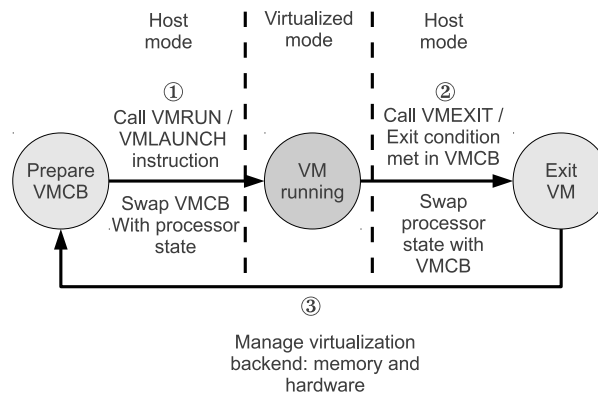 Host
mode
Virtualized
mode
Host
mode
①
Call VMRUN /
VMLAUNCH
instruction
②
Call VMEXIT /
Exit condition
met in VMCB
Prepare
VMCB
VM
running
Exit
VM
Swap VMCB
With processor
state
Swap
processor
state with
VMCB
③
Manage virtualization
backend: memory and
hardware